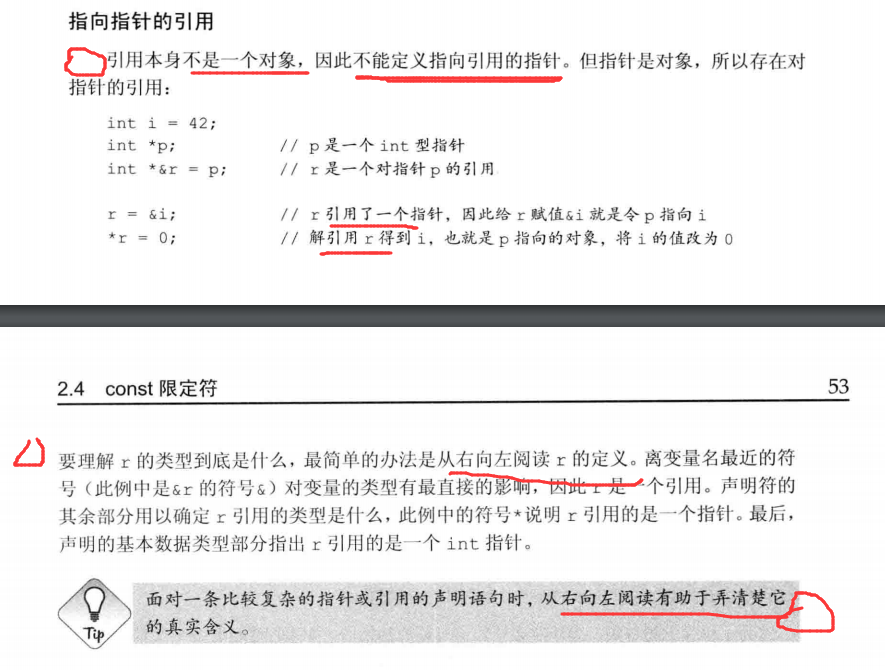 指向指针的引用
引用本身不是一个对象，因此不能定义指向引用的指针。但指针是对象，所以存在对
指针的引用：
int i = 42;
int *p; // p 是一个 int 型指针
int *&r = p; // r 是一个对指针 p 的引用
r = &i; // r 引用了一个指针，因此给 r 赋值&i 就是令 p 指向 i
*r = 0; // 解引用 r 得到 i，也就是 p 指向的对象，将 i 的值改为 0
2.4 const 限定符 53
要理解 r 的类型到底是什么，最简单的办法是从右向左阅读 r 的定义。离变量名最近的符
号（此例中是&r 的符号&）对变量的类型有最直接的影响，因此 r 是一个引用。声明符的
其余部分用以确定 r 引用的类型是什么，此例中的符号*说明 r 引用的是一个指针。最后，
声明的基本数据类型部分指出 r 引用的是一个 int 指针。
面对一条比较复杂的指针或引用的声明语句时，从右向左阅读有助于弄清楚它
的真实含义。
Tip